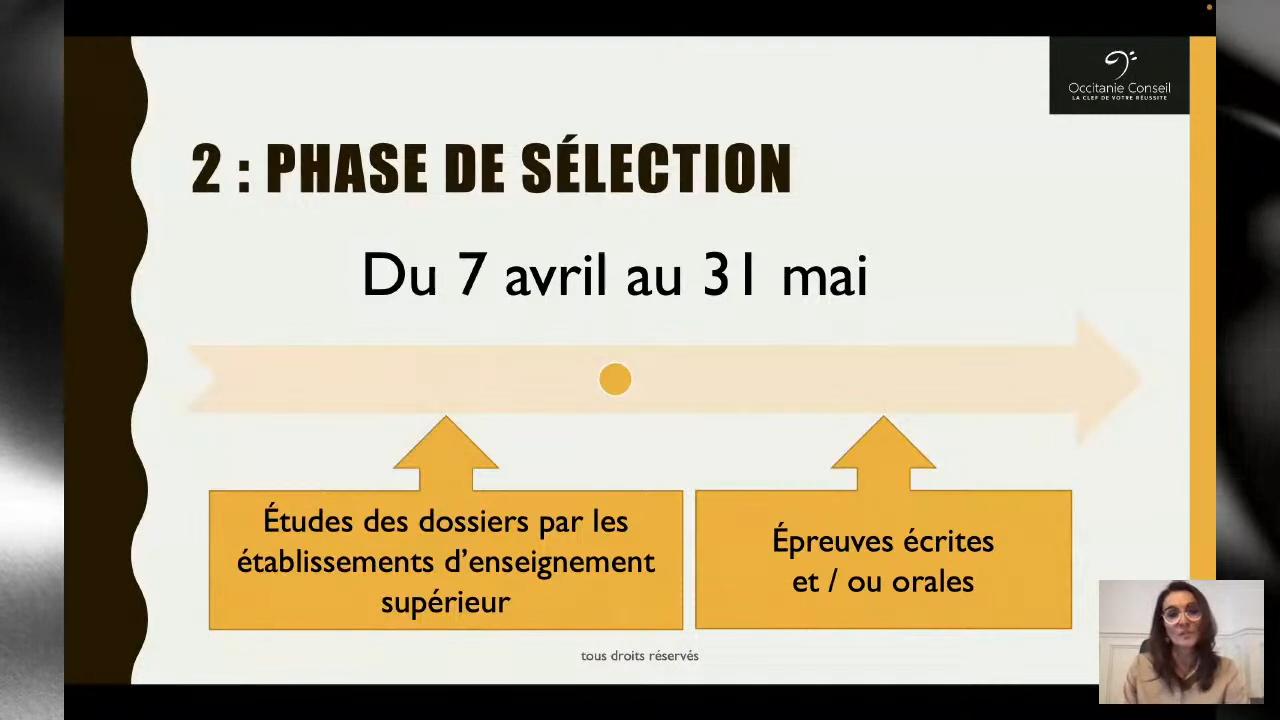 Occitanie Conseil
LA CLEF DE VOTRE RÉUSSITE
2 : PHASE DE SÉLECTION
Du 7 avril au 31 mai
Études des dossiers par les
établissements d’enseignement
supérieur
Épreuves écrites
et / ou orales
tous droits réservés